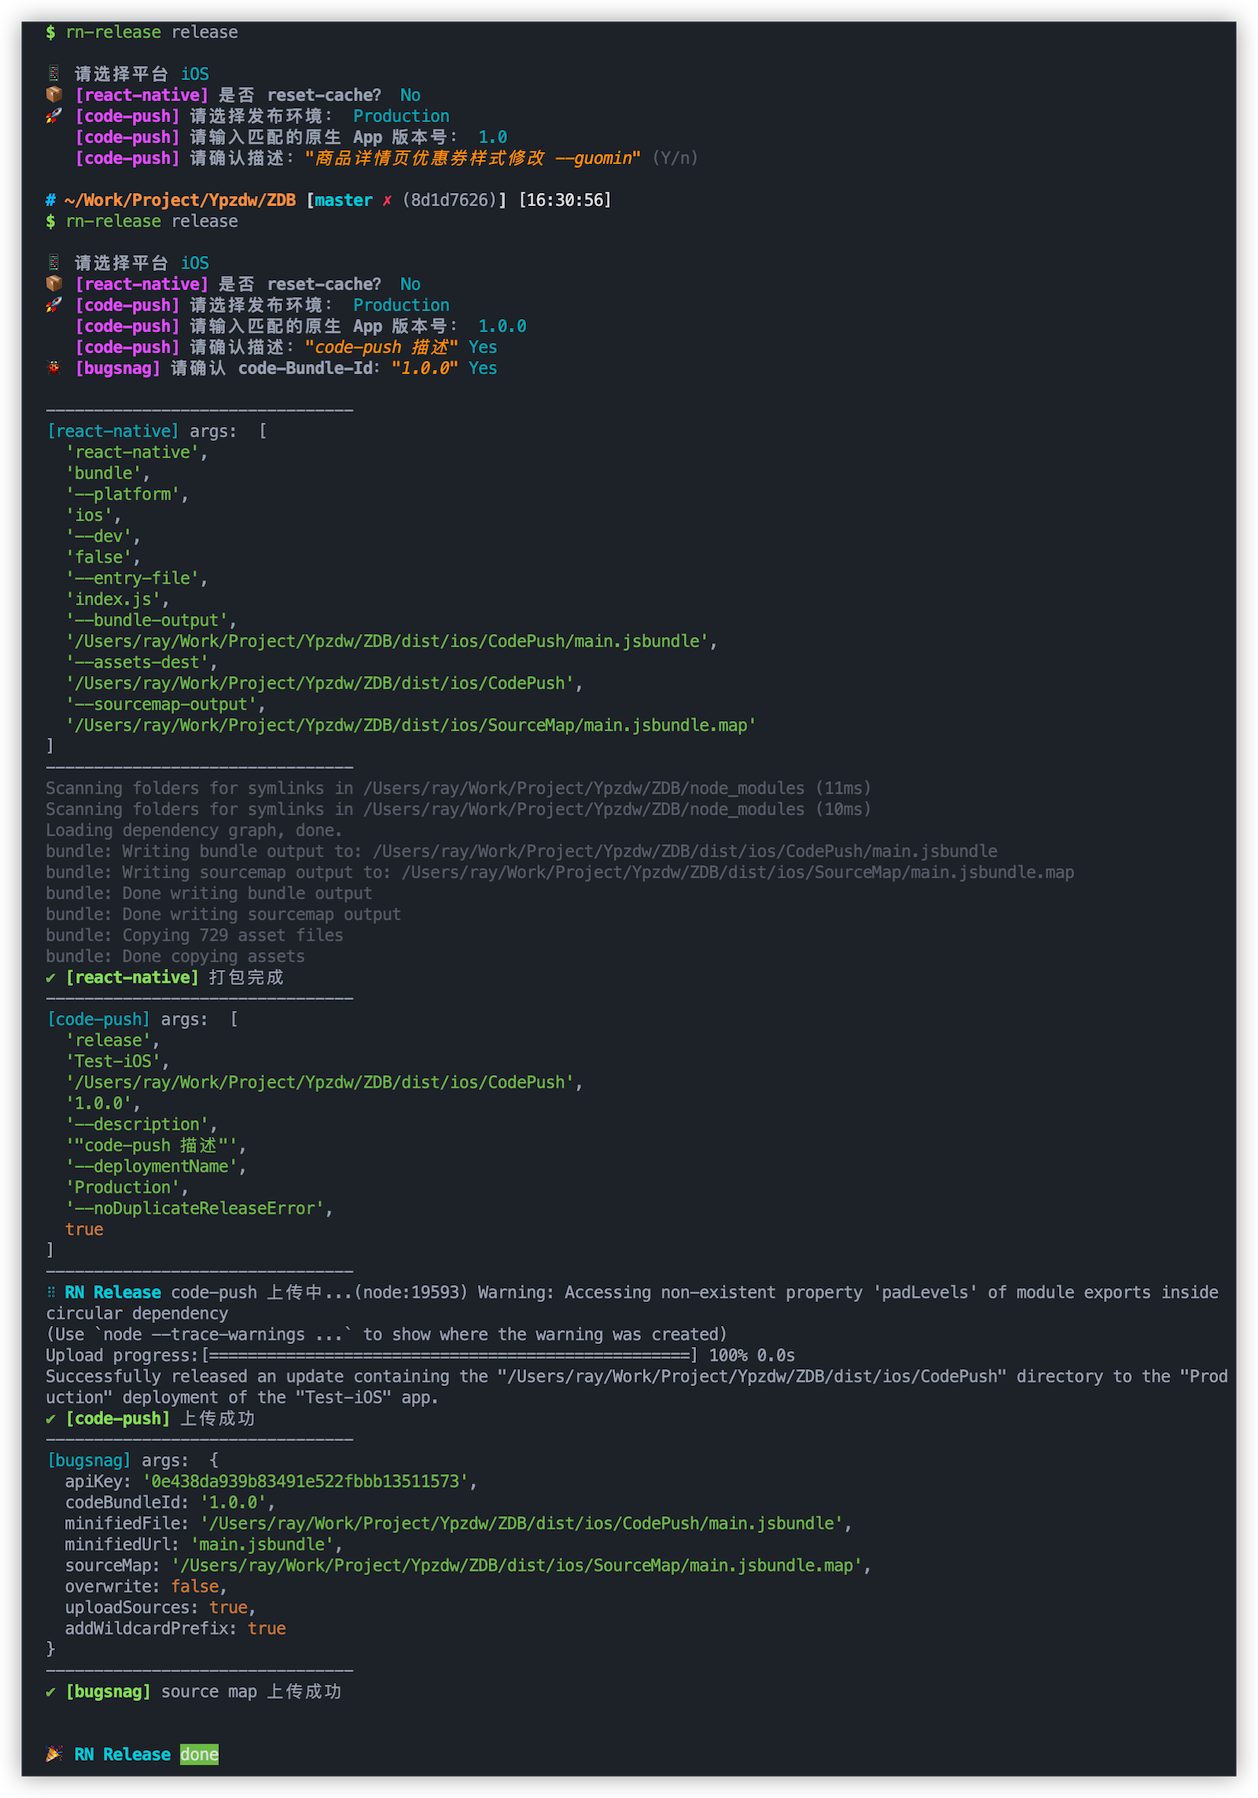 $ rn-release release
请选择平台 iOS
[react-native] 是否 reset-cache? No
[code-push] 请选择发布环境： Production
[code-push] 请输入匹配的原生 App 版本号： 1.0
[code-push] 请确认描述："商品详情页优惠券样式修改 --guomin" (Y/n)
# ~/Work/Project/Ypzdw/ZDB [master ✗ (8d1d7626)] [16:30:56]
$ rn-release release
请选择平台 iOS
[react-native] 是否 reset-cache? No
[code-push] 请选择发布环境： Production
[code-push] 请输入匹配的原生 App 版本号： 1.0.0
[code-push] 请确认描述："code-push 描述" Yes
[bugsnag] 请确认 code-Bundle-Id："1.0.0" Yes
--------------------------------
[react-native] args:  [
  'react-native',
  'bundle',
  '--platform',
  'ios',
  '--dev',
  'false',
  '--entry-file',
  'index.js',
  '--bundle-output',
  '/Users/ray/Work/Project/Ypzdw/ZDB/dist/ios/CodePush/main.jsbundle',
  '--assets-dest',
  '/Users/ray/Work/Project/Ypzdw/ZDB/dist/ios/CodePush',
  '--sourcemap-output',
  '/Users/ray/Work/Project/Ypzdw/ZDB/dist/ios/SourceMap/main.jsbundle.map'
]
--------------------------------
Scanning folders for symlinks in /Users/ray/Work/Project/Ypzdw/ZDB/node_modules (11ms)
Scanning folders for symlinks in /Users/ray/Work/Project/Ypzdw/ZDB/node_modules (10ms)
Loading dependency graph, done.
bundle: Writing bundle output to: /Users/ray/Work/Project/Ypzdw/ZDB/dist/ios/CodePush/main.jsbundle
bundle: Writing sourcemap output to: /Users/ray/Work/Project/Ypzdw/ZDB/dist/ios/SourceMap/main.jsbundle.map
bundle: Done writing bundle output
bundle: Done writing sourcemap output
bundle: Copying 729 asset files
bundle: Done copying assets
✔ [react-native] 打包完成
--------------------------------
[code-push] args:  [
  'release',
  'Test-iOS',
  '/Users/ray/Work/Project/Ypzdw/ZDB/dist/ios/CodePush',
  '1.0.0',
  '--description',
  '"code-push 描述"',
  '--deploymentName',
  'Production',
  '--noDuplicateReleaseError',
  true
]
--------------------------------
⠿ RN Release code-push 上传中...(node:19593) Warning: Accessing non-existent property 'padLevels' of module exports inside
circular dependency
(Use `node --trace-warnings ...` to show where the warning was created)
Upload progress:[==================================================] 100% 0.0s
Successfully released an update containing the "/Users/ray/Work/Project/Ypzdw/ZDB/dist/ios/CodePush" directory to the "Prod
uction" deployment of the "Test-iOS" app.
✔ [code-push] 上传成功
--------------------------------
[bugsnag] args:  {
  apiKey: '0e438da939b83491e522fbbb13511573',
  codeBundleId: '1.0.0',
  minifiedFile: '/Users/ray/Work/Project/Ypzdw/ZDB/dist/ios/CodePush/main.jsbundle',
  minifiedUrl: 'main.jsbundle',
  sourceMap: '/Users/ray/Work/Project/Ypzdw/ZDB/dist/ios/SourceMap/main.jsbundle.map',
  overwrite: false,
  uploadSources: true,
  addWildcardPrefix: true
}
--------------------------------
✔ [bugsnag] source map 上传成功
🎉 RN Release done